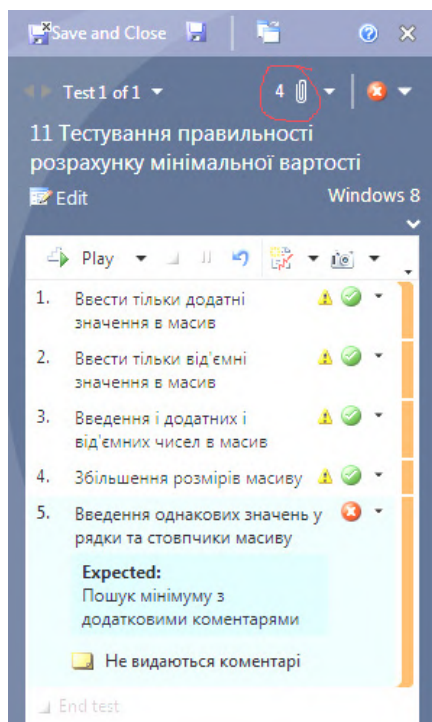 Save and Close
Test 1 of 1
4
11 Тестування правильності
розрахунку мінімальної вартості
Edit
Windows 8
Play
1. Ввести тільки додатні
значення в масив
2. Ввести тільки від'ємні
значення в масив
3. Введення і додатних і
від'ємних чисел в масив
4. Збільшення розмірів масиву
5. Введення однакових значень у
рядки та стовпчики масиву
Expected:
Пошук мінімуму з
додатковими коментарями
Не видаються коментарі
End test